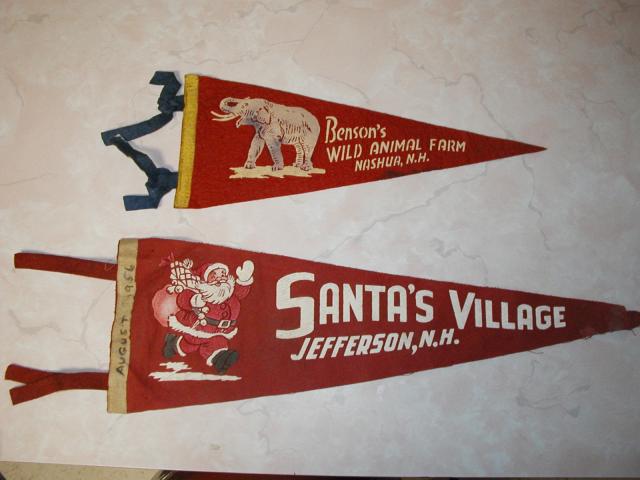 Benson's
WILD ANIMAL FARM
NASHUA, N.H.
SANTA'S VILLAGE
JEFFERSON, N.H.
AUGUST 1956